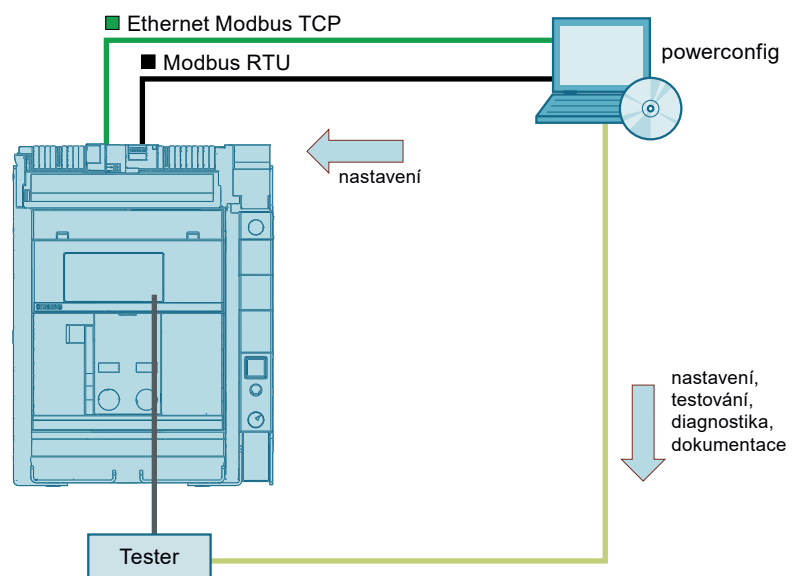 Ethernet Modbus TCP
Modbus RTU
powerconfig
nastavení
nastavení,
testování,
diagnostika,
dokumentace
Tester